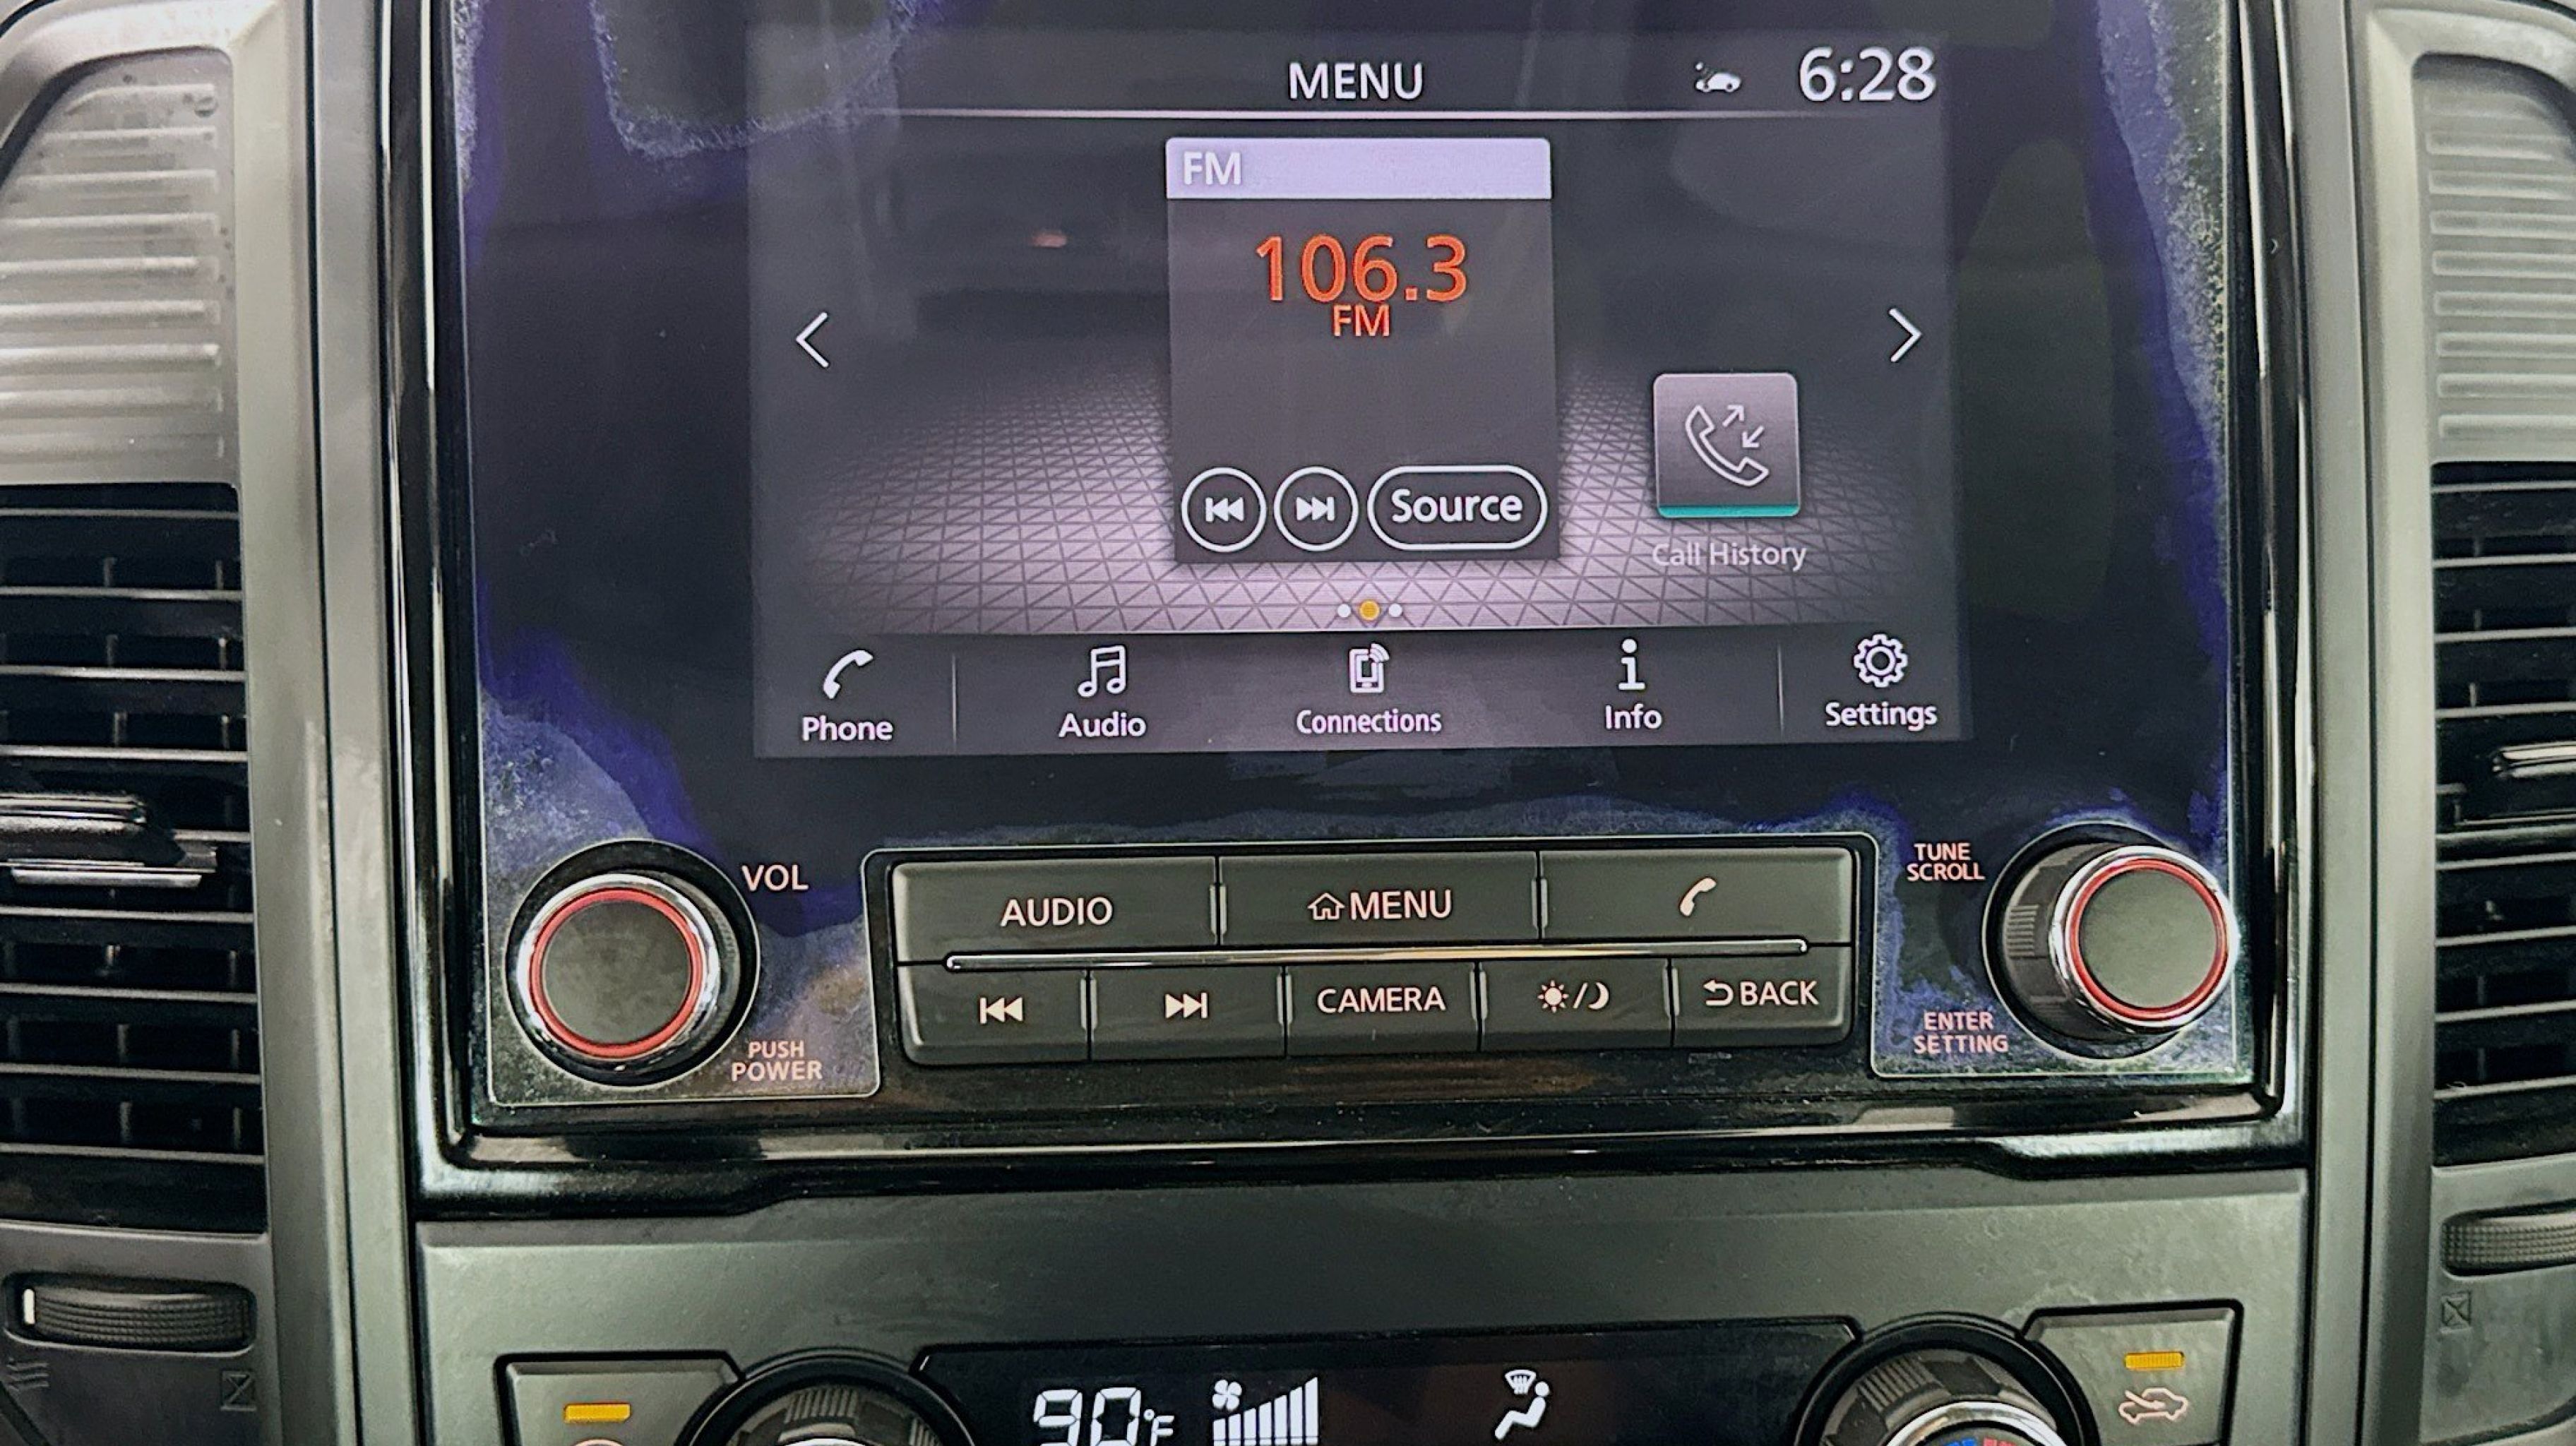 MENU 6:28
FM
106.3
FM
Source
Call History
Phone Audio Connections Info Settings
VOL
PUSH
POWER
AUDIO MENU
CAMERA BACK
TUNE
SCROLL
ENTER
SETTING
90°F